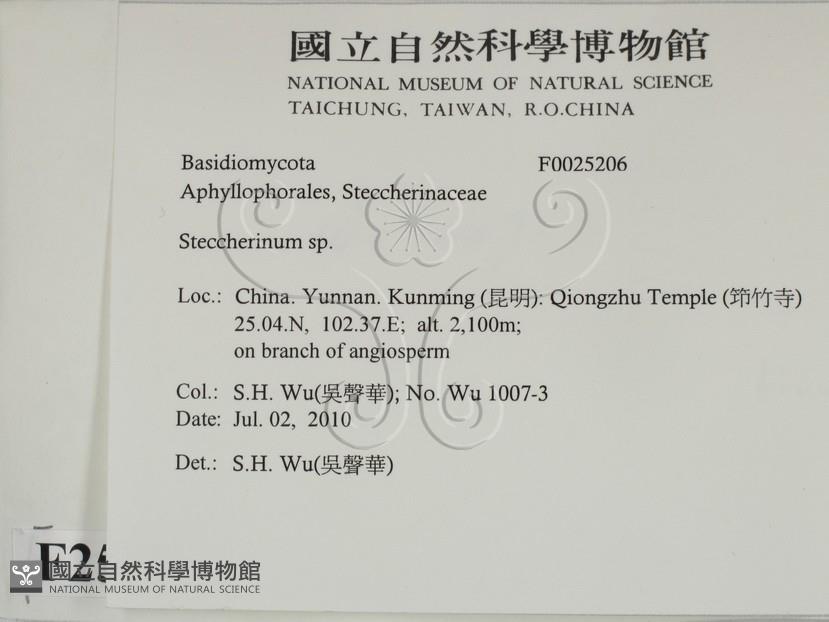 國立自然科學博物館
NATIONAL MUSEUM OF NATURAL SCIENCE
TAICHUNG, TAIWAN, R.O.CHINA
Basidiomycota F0025206
Aphyllophorales, Steccherinaceae
Steccherinum sp.
Loc.: China. Yunnan. Kunming (昆明): Qiongzhu Temple (笻竹寺)
25.04.N, 102.37.E; alt. 2,100m;
on branch of angiosperm
Col.: S.H. Wu(吳聲華); No. Wu 1007-3
Date: Jul. 02, 2010
Det.: S.H. Wu(吳聲華)
F25
國立自然科學博物館
NATIONAL MUSEUM OF NATURAL SCIENCE